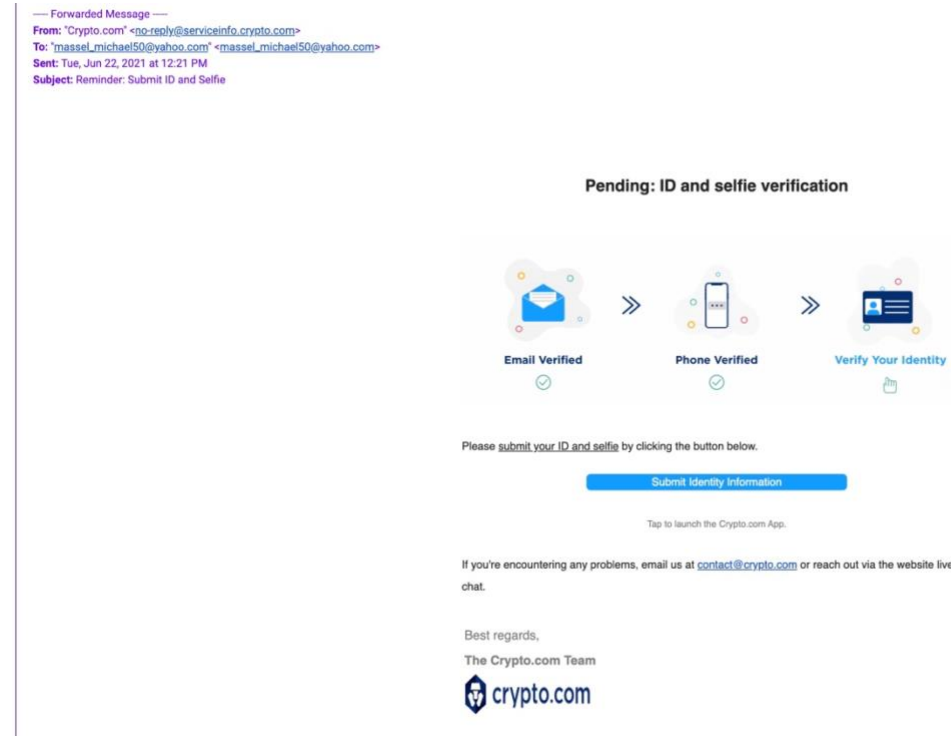 ----- Forwarded Message -----
From: "Crypto.com" <no-reply@serviceinfo.crypto.com>
To: "massel_michael50@yahoo.com" <massel_michael50@yahoo.com>
Sent: Tue, Jun 22, 2021 at 12:21 PM
Subject: Reminder: Submit ID and Selfie
Pending: ID and selfie verification
Email Verified
Phone Verified
Verify Your Identity
Please submit your ID and selfie by clicking the button below.
Submit Identity Information
Tap to launch the Crypto.com App.
If you're encountering any problems, email us at contact@crypto.com or reach out via the website live
chat.
Best regards,
The Crypto.com Team
crypto.com